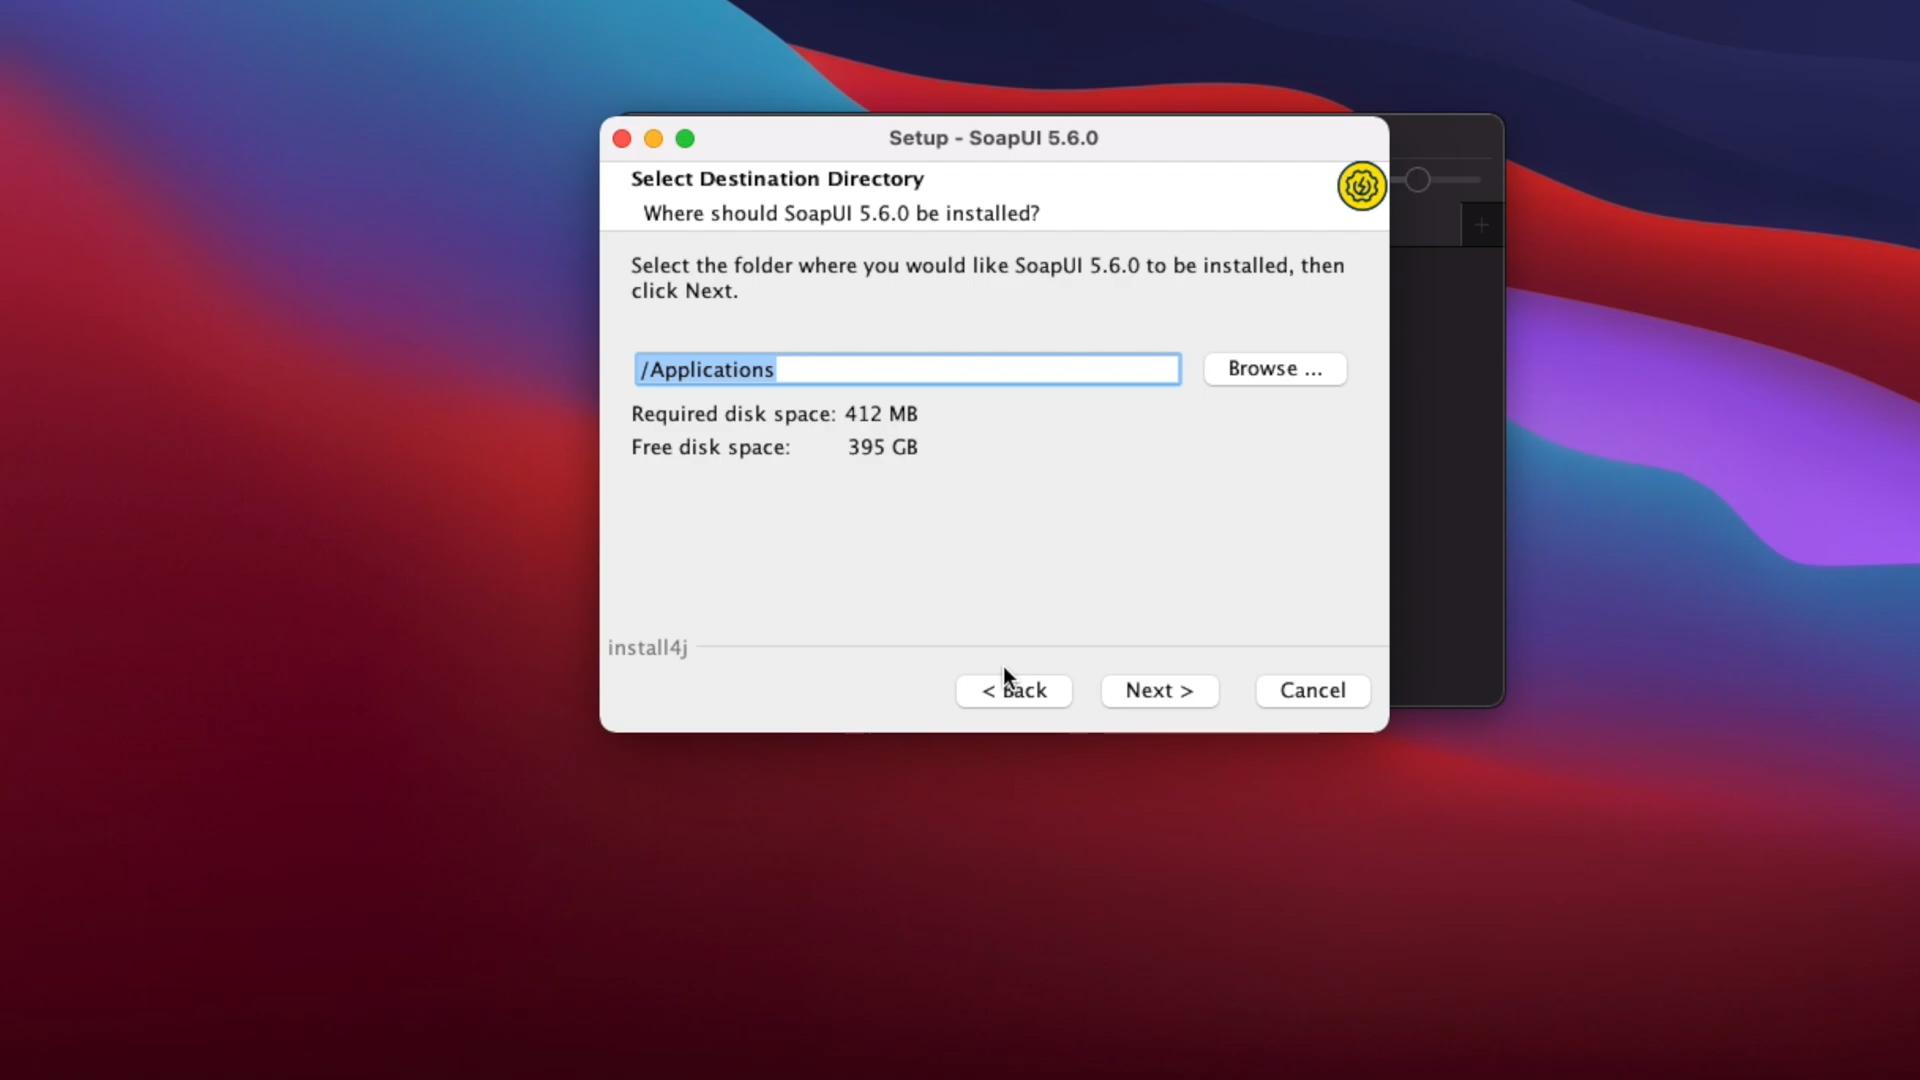 Setup - SoapUI 5.6.0
Select Destination Directory
Where should SoapUI 5.6.0 be installed?
Select the folder where you would like SoapUI 5.6.0 to be installed, then
click Next.
/Applications
Browse ...
Required disk space: 412 MB
Free disk space: 395 GB
install4j
< Back
Next >
Cancel